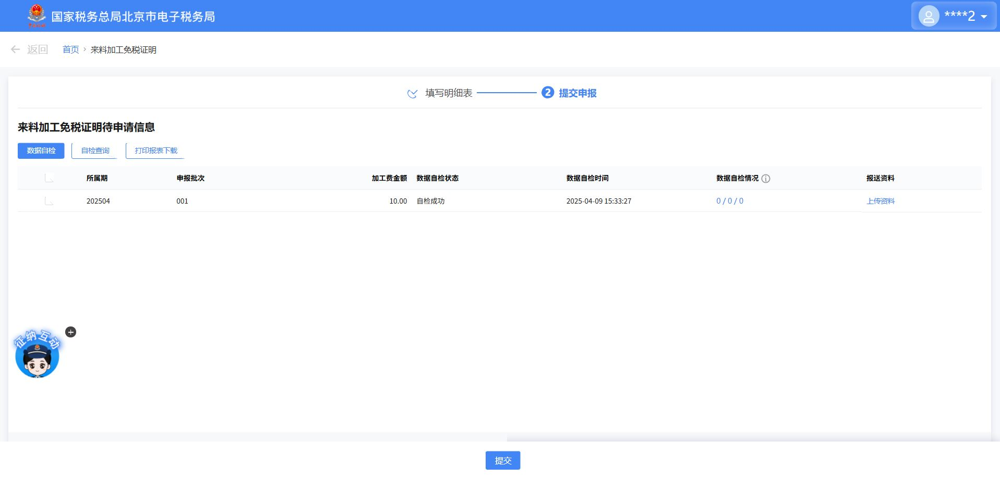 国家税务总局北京市电子税务局
****2
返回 首页 > 来料加工免税证明
填写明细表 2 提交申报
来料加工免税证明待申请信息
数据自检 自检查询 打印报表下载
所属期 申报批次 加工费金额 数据自检状态 数据自检时间 数据自检情况 报送资料
202504 001 10.00 自检成功 2025-04-09 15:33:27 0 / 0 / 0 上传资料
征纳互动
提交